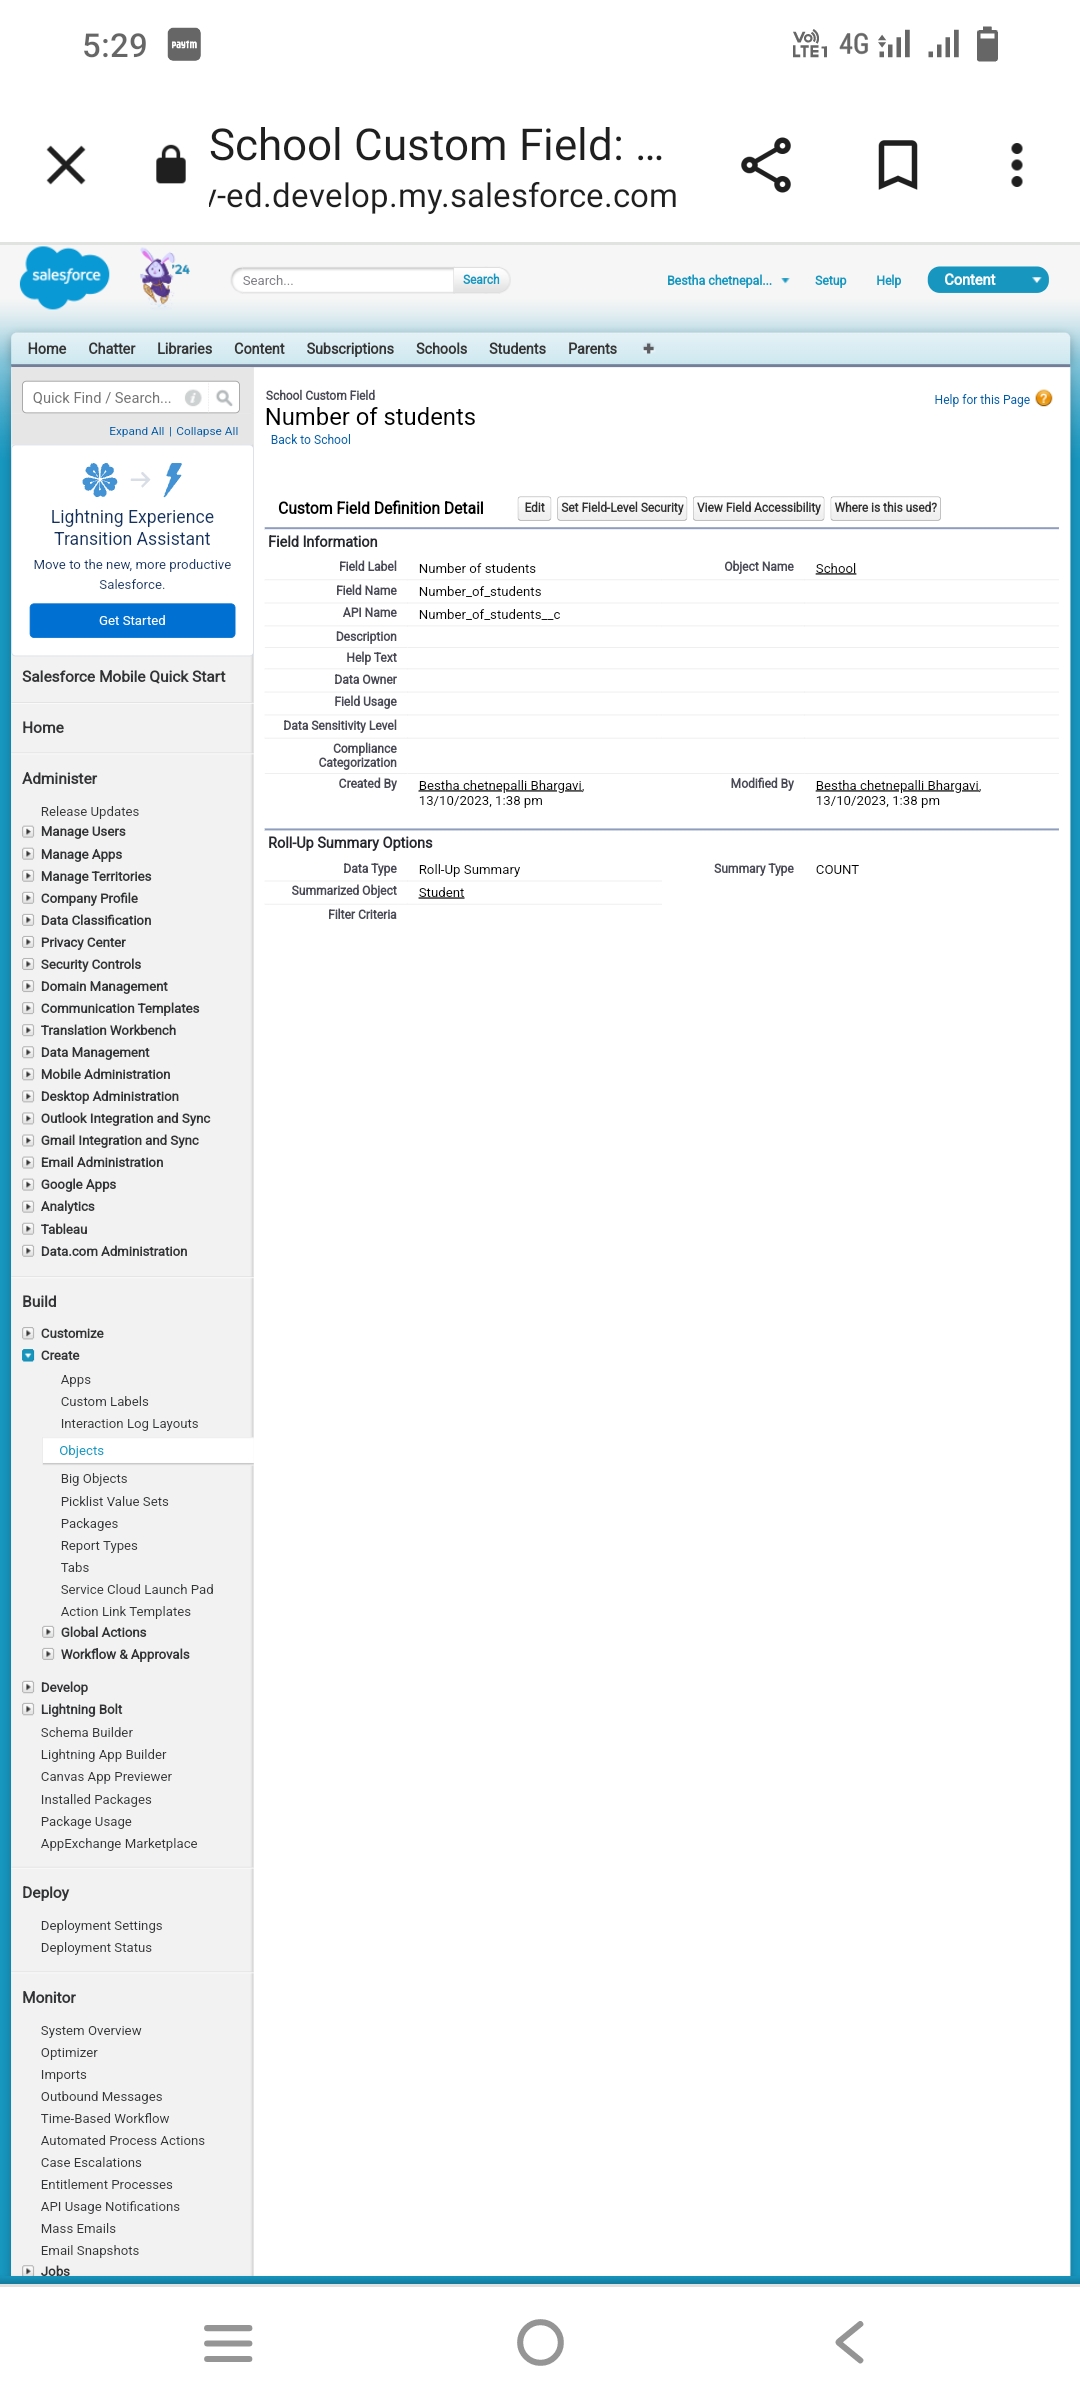 5:29
paytm
Vo)) LTE1 4G
School Custom Field: ...
y-ed.develop.my.salesforce.com
salesforce
'24
Search...
Search
Bestha chetnepal...
Setup
Help
Content
Home Chatter Libraries Content Subscriptions Schools Students Parents +
Quick Find / Search...
Expand All | Collapse All
Lightning Experience
Transition Assistant
Move to the new, more productive
Salesforce.
Get Started
Salesforce Mobile Quick Start
Home
Administer
Release Updates
Manage Users
Manage Apps
Manage Territories
Company Profile
Data Classification
Privacy Center
Security Controls
Domain Management
Communication Templates
Translation Workbench
Data Management
Mobile Administration
Desktop Administration
Outlook Integration and Sync
Gmail Integration and Sync
Email Administration
Google Apps
Analytics
Tableau
Data.com Administration
Build
Customize
Create
Apps
Custom Labels
Interaction Log Layouts
Objects
Big Objects
Picklist Value Sets
Packages
Report Types
Tabs
Service Cloud Launch Pad
Action Link Templates
Global Actions
Workflow & Approvals
Develop
Lightning Bolt
Schema Builder
Lightning App Builder
Canvas App Previewer
Installed Packages
Package Usage
AppExchange Marketplace
Deploy
Deployment Settings
Deployment Status
Monitor
System Overview
Optimizer
Imports
Outbound Messages
Time-Based Workflow
Automated Process Actions
Case Escalations
Entitlement Processes
API Usage Notifications
Mass Emails
Email Snapshots
Jobs
School Custom Field
Number of students
Back to School
Help for this Page ?
Custom Field Definition Detail Edit Set Field-Level Security View Field Accessibility Where is this used?
Field Information
Field Label Number of students Object Name School
Field Name Number_of_students
API Name Number_of_students__c
Description
Help Text
Data Owner
Field Usage
Data Sensitivity Level
Compliance
Categorization
Created By Bestha chetnepalli Bhargavi, Modified By Bestha chetnepalli Bhargavi,
13/10/2023, 1:38 pm 13/10/2023, 1:38 pm
Roll-Up Summary Options
Data Type Roll-Up Summary Summary Type COUNT
Summarized Object Student
Filter Criteria